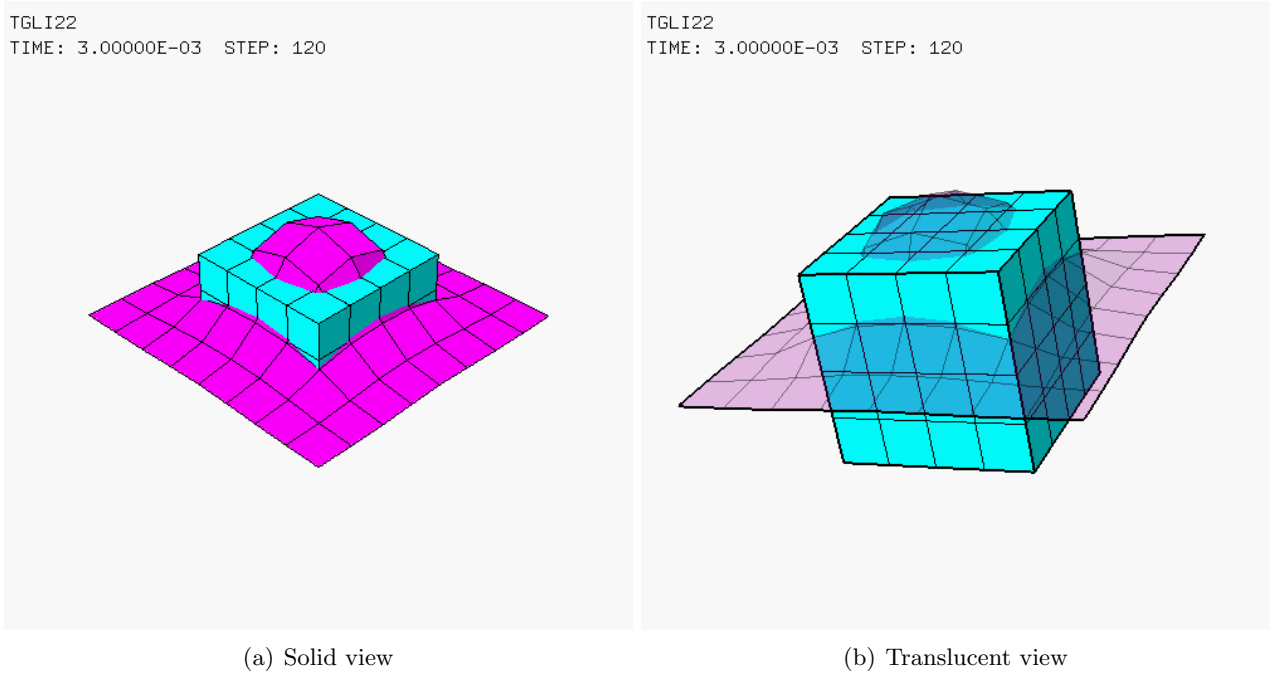 TGLI22
TIME: 3.00000E-03  STEP: 120
TGLI22
TIME: 3.00000E-03  STEP: 120
(a) Solid view
(b) Translucent view